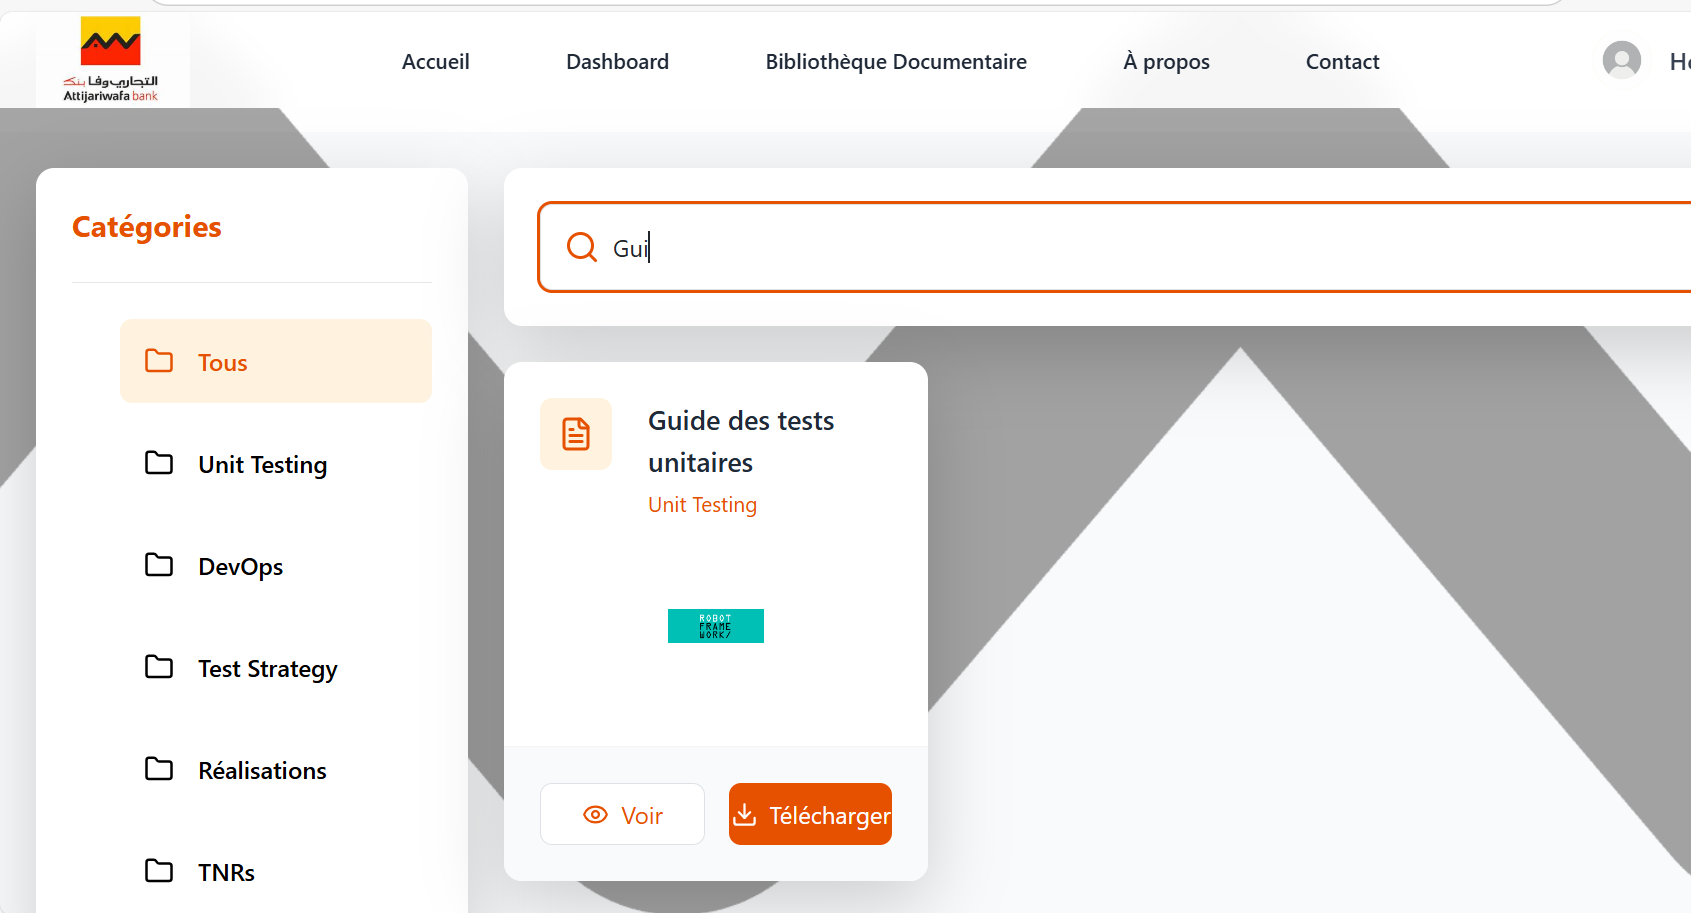 التجاري وفا بنك
Attijariwafa bank
Accueil
Dashboard
Bibliothèque Documentaire
À propos
Contact
Catégories
Tous
Unit Testing
DevOps
Test Strategy
Réalisations
TNRs
Gui
Guide des tests
unitaires
Unit Testing
ROBOT
FRAME
WORK/
Voir
Télécharger